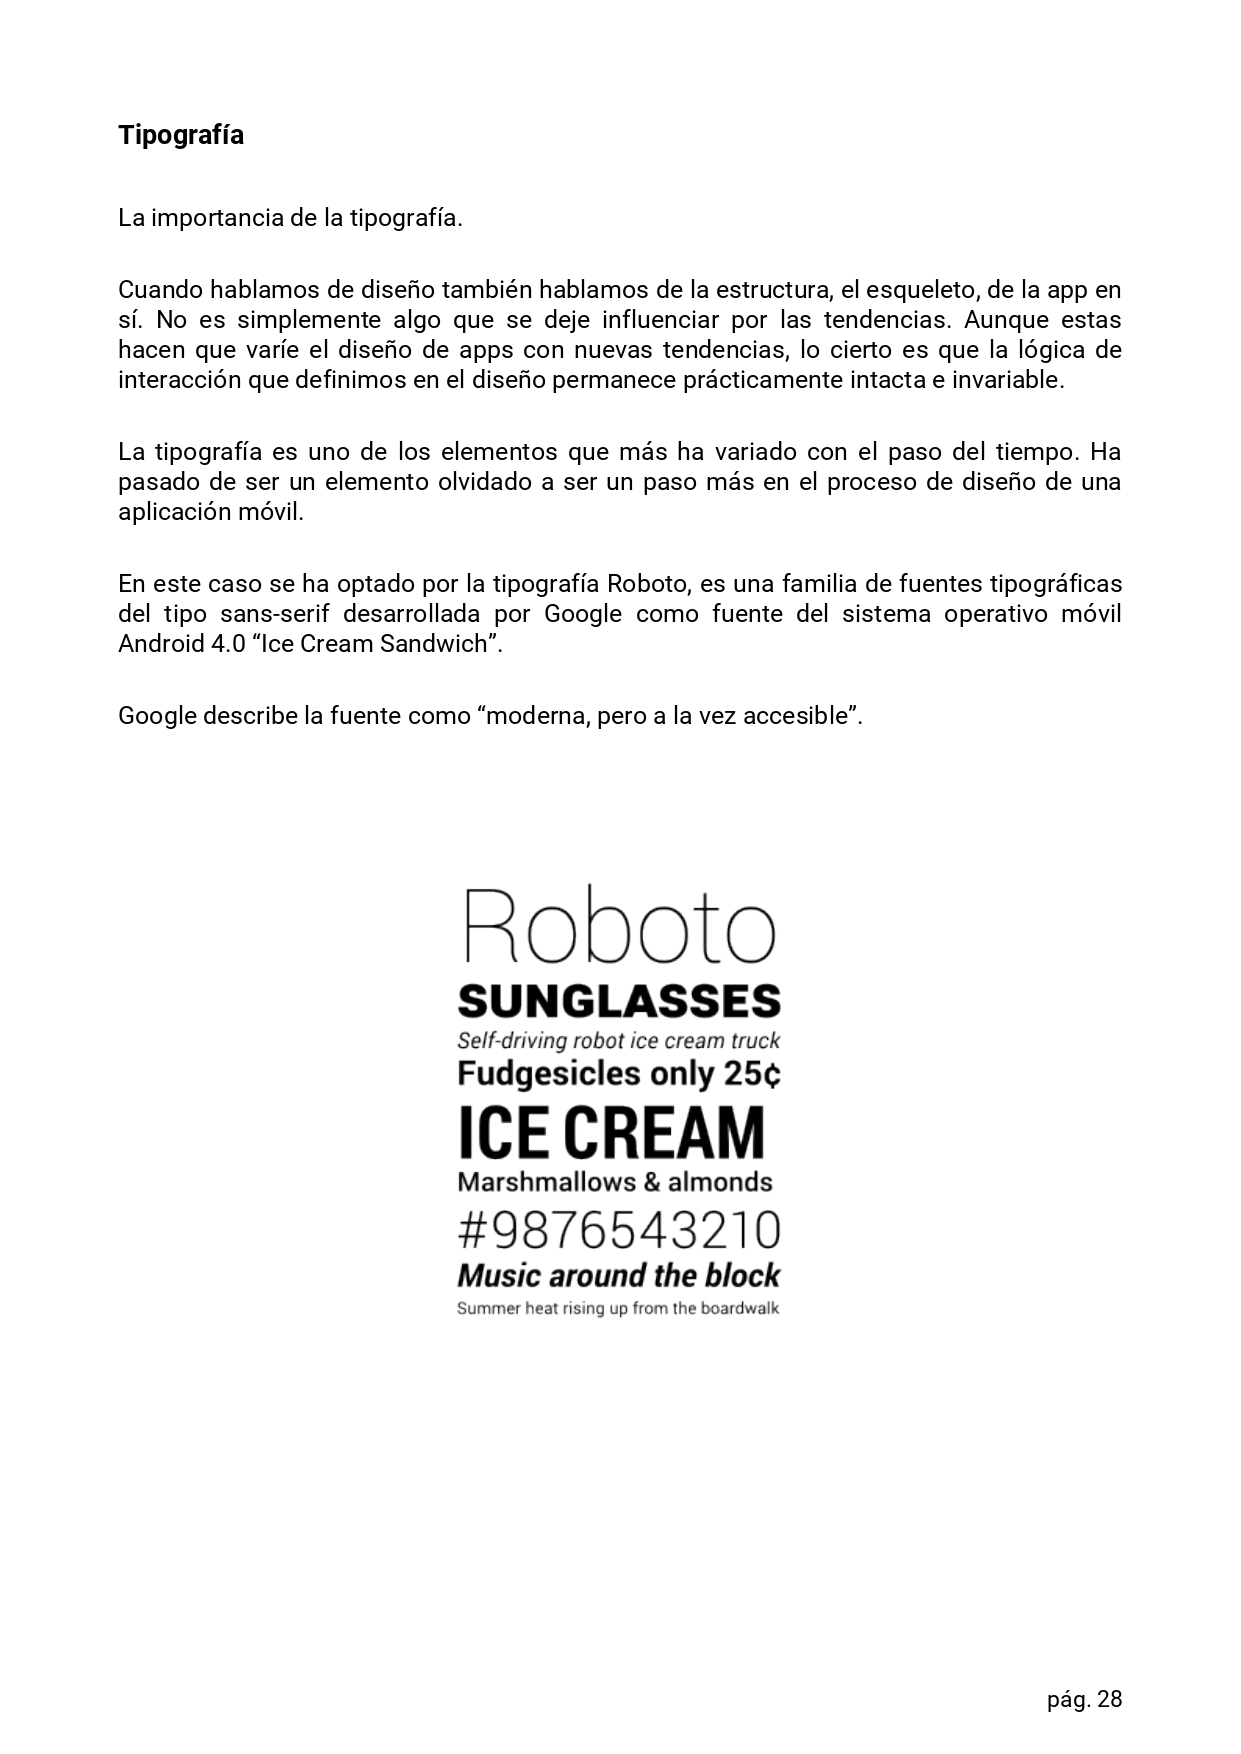 Tipografía
La importancia de la tipografía.
Cuando hablamos de diseño también hablamos de la estructura, el esqueleto, de la app en
sí. No es simplemente algo que se deje influenciar por las tendencias. Aunque estas
hacen que varíe el diseño de apps con nuevas tendencias, lo cierto es que la lógica de
interacción que definimos en el diseño permanece prácticamente intacta e invariable.
La tipografía es uno de los elementos que más ha variado con el paso del tiempo. Ha
pasado de ser un elemento olvidado a ser un paso más en el proceso de diseño de una
aplicación móvil.
En este caso se ha optado por la tipografía Roboto, es una familia de fuentes tipográficas
del tipo sans-serif desarrollada por Google como fuente del sistema operativo móvil
Android 4.0 “Ice Cream Sandwich”.
Google describe la fuente como “moderna, pero a la vez accesible”.
Roboto
SUNGLASSES
Self-driving robot ice cream truck
Fudgesicles only 25¢
ICE CREAM
Marshmallows & almonds
#9876543210
Music around the block
Summer heat rising up from the boardwalk
pág. 28